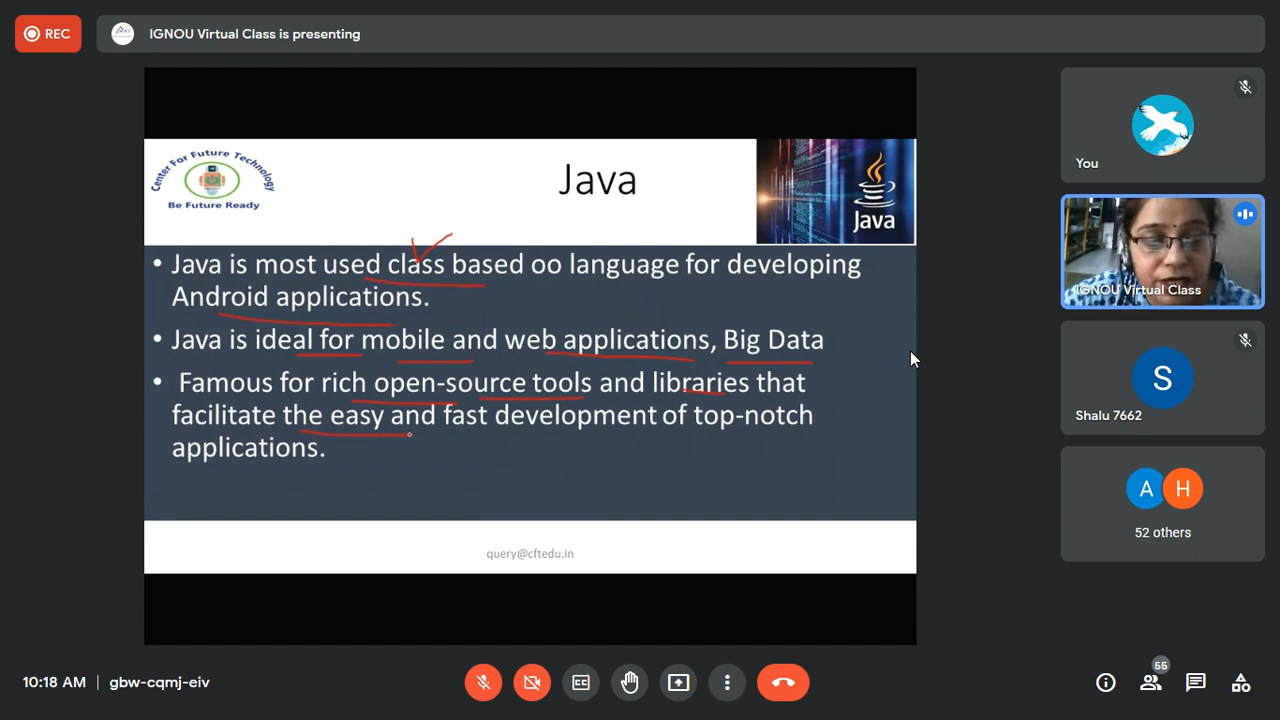 REC
IGNOU Virtual Class is presenting
Center For Future Technology
Be Future Ready
Java
Java
• Java is most used class based oo language for developing
Android applications.
• Java is ideal for mobile and web applications, Big Data
• Famous for rich open-source tools and libraries that
facilitate the easy and fast development of top-notch
applications.
query@cftedu.in
You
IGNOU Virtual Class
S
Shalu 7662
A H
52 others
10:18 AM | gbw-cqmj-eiv
CC
55